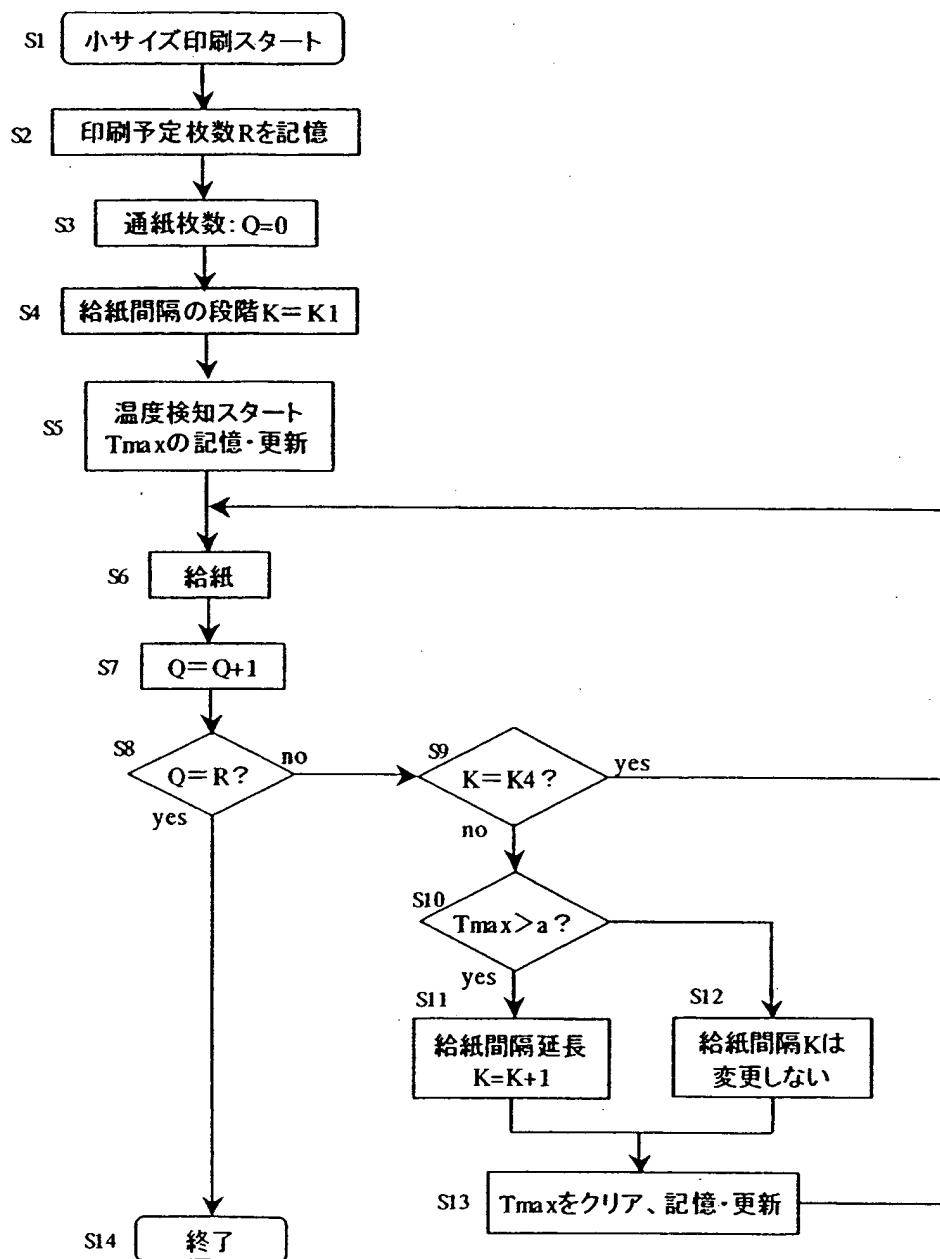 S1 小サイズ印刷スタート
S2 印刷予定枚数Rを記憶
S3 通紙枚数:Q=0
S4 給紙間隔の段階K=K1
S5 温度検知スタート
Tmaxの記憶・更新
S6 給紙
S7 Q=Q+1
S8 Q=R?
no
yes
S9 K=K4?
yes
no
S10 Tmax>a?
yes
S11 給紙間隔延長
K=K+1
S12 給紙間隔Kは
変更しない
S13 Tmaxをクリア、記憶・更新
S14 終了